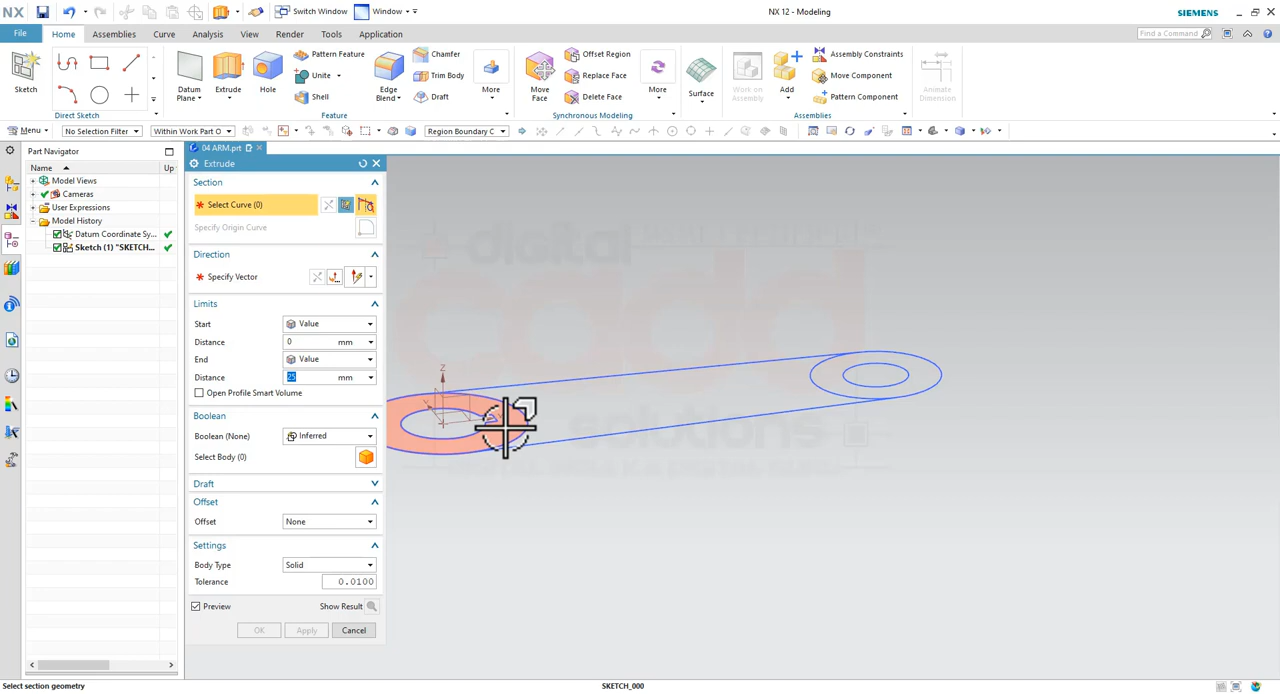 NX
Switch Window
Window
NX 12 - Modeling
SIEMENS
File
Home
Assemblies
Curve
Analysis
View
Render
Tools
Application
Find a Command
Sketch
Direct Sketch
Datum
Plane
Extrude
Hole
Pattern Feature
Unite
Shell
Edge
Blend
Chamfer
Trim Body
Draft
More
Feature
Move
Face
Offset Region
Replace Face
Delete Face
More
Synchronous Modeling
Surface
Work on
Assembly
Add
Assembly Constraints
Move Component
Pattern Component
Assemblies
Animate
Dimension
Menu
No Selection Filter
Within Work Part O
Region Boundary C
Part Navigator
Name
Up
Model Views
Cameras
User Expressions
Model History
Datum Coordinate Sy...
Sketch (1) "SKETCH...
04 ARM.prt
Extrude
Section
* Select Curve (0)
Specify Origin Curve
Direction
* Specify Vector
Limits
Start
Value
Distance
0
mm
End
Value
Distance
25
mm
Open Profile Smart Volume
Boolean
Boolean (None)
Inferred
Select Body (0)
Draft
Offset
Offset
None
Settings
Body Type
Solid
Tolerance
0.0100
Preview
Show Result
OK
Apply
Cancel
digital
cadd
solutions
Z
Select section geometry
SKETCH_000